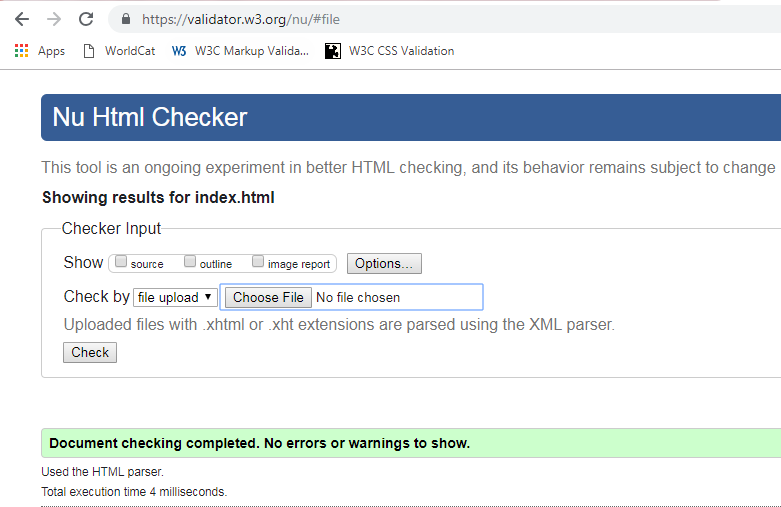 https://validator.w3.org/nu/#file
Apps WorldCat W3 W3C Markup Valida... W3C CSS Validation
Nu Html Checker
This tool is an ongoing experiment in better HTML checking, and its behavior remains subject to change
Showing results for index.html
Checker Input
Show source outline image report Options...
Check by file upload Choose File No file chosen
Uploaded files with .xhtml or .xht extensions are parsed using the XML parser.
Check
Document checking completed. No errors or warnings to show.
Used the HTML parser.
Total execution time 4 milliseconds.